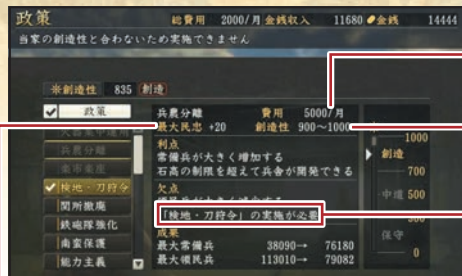 政策 総費用 2000/月 金銭収入 11680 金銭 14444
当家の創造性と合わないため実施できません
※創造性 835 創造
政策
兵農分離
楽市楽座
検地・刀狩令
関所撤廃
鉄砲隊強化
南蛮保護
能力主義
兵農分離 費用 5000/月
最大民忠 +20 創造性 900～1000
利点
常備兵が大きく増加する
石高の制限を超えて兵舎が開発できる
欠点
「検地・刀狩令」の実施が必要
成果
最大常備兵 38090→ 76180
最大領民兵 113010→ 79082
1000
創造
700
中道 500
300
保守
0